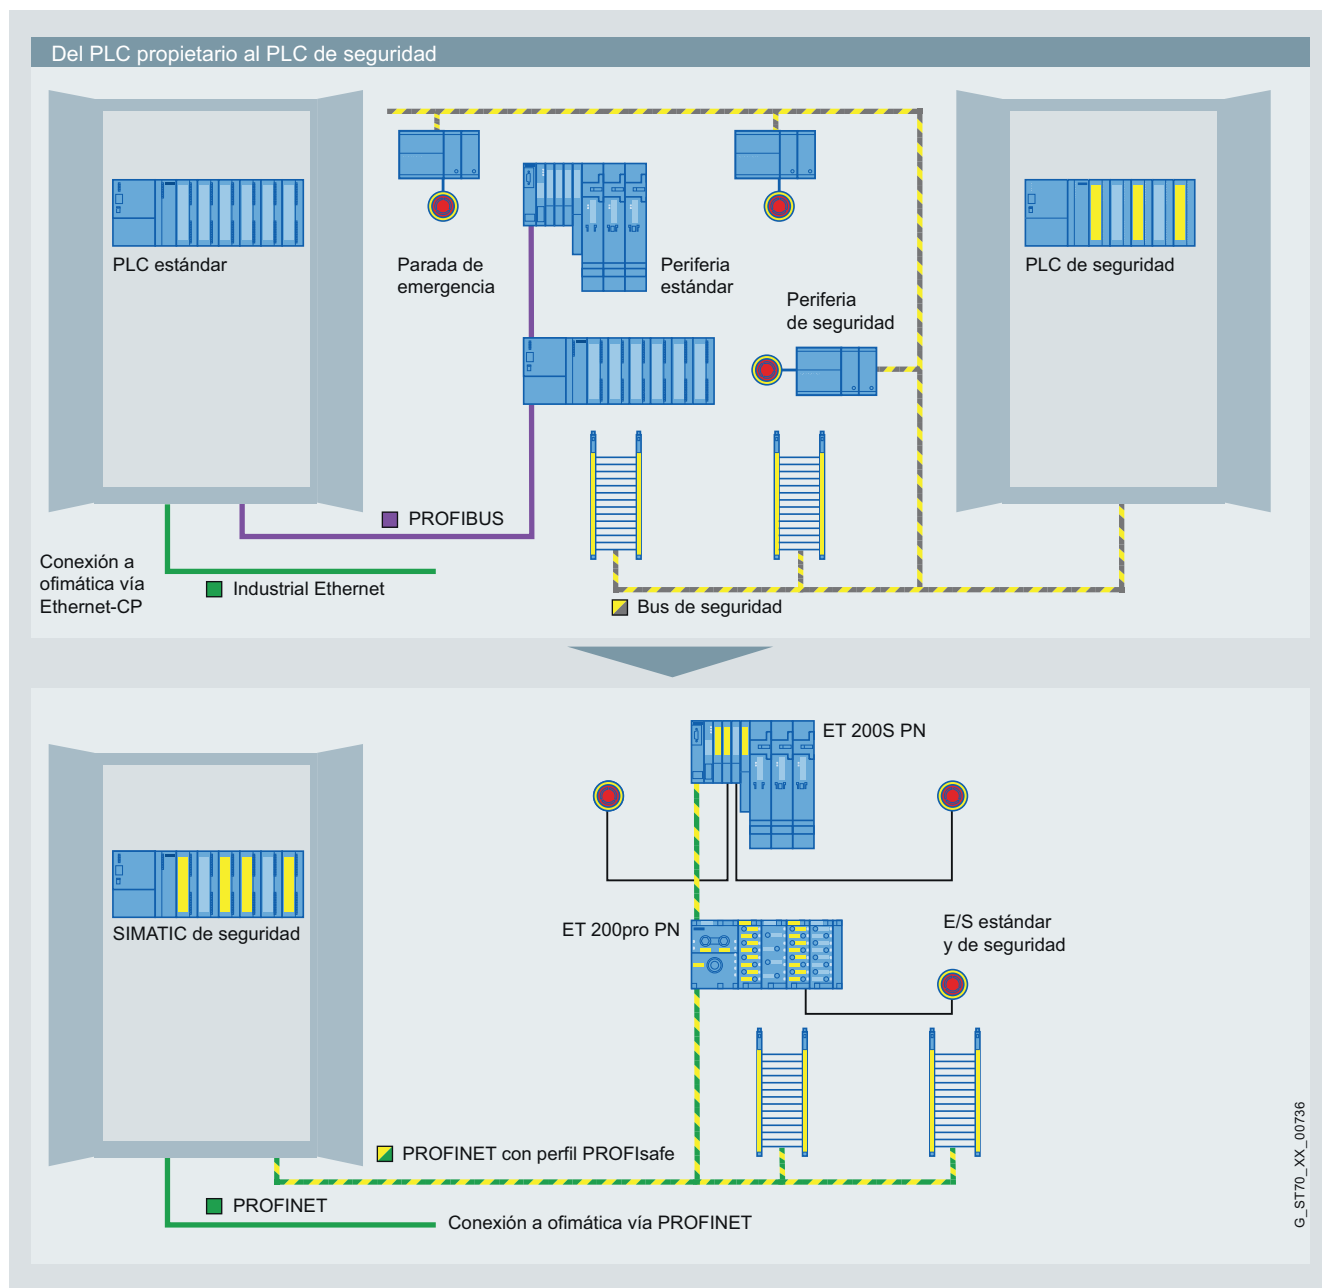 Del PLC propietario al PLC de seguridad
PLC estándar
Parada de
emergencia
Periferia
estándar
Periferia
de seguridad
PLC de seguridad
PROFIBUS
Conexión a
ofimática vía
Ethernet-CP
Industrial Ethernet
Bus de seguridad
ET 200S PN
SIMATIC de seguridad
ET 200pro PN
E/S estándar
y de seguridad
PROFINET con perfil PROFIsafe
PROFINET
Conexión a ofimática vía PROFINET
G_ST70_XX_00736